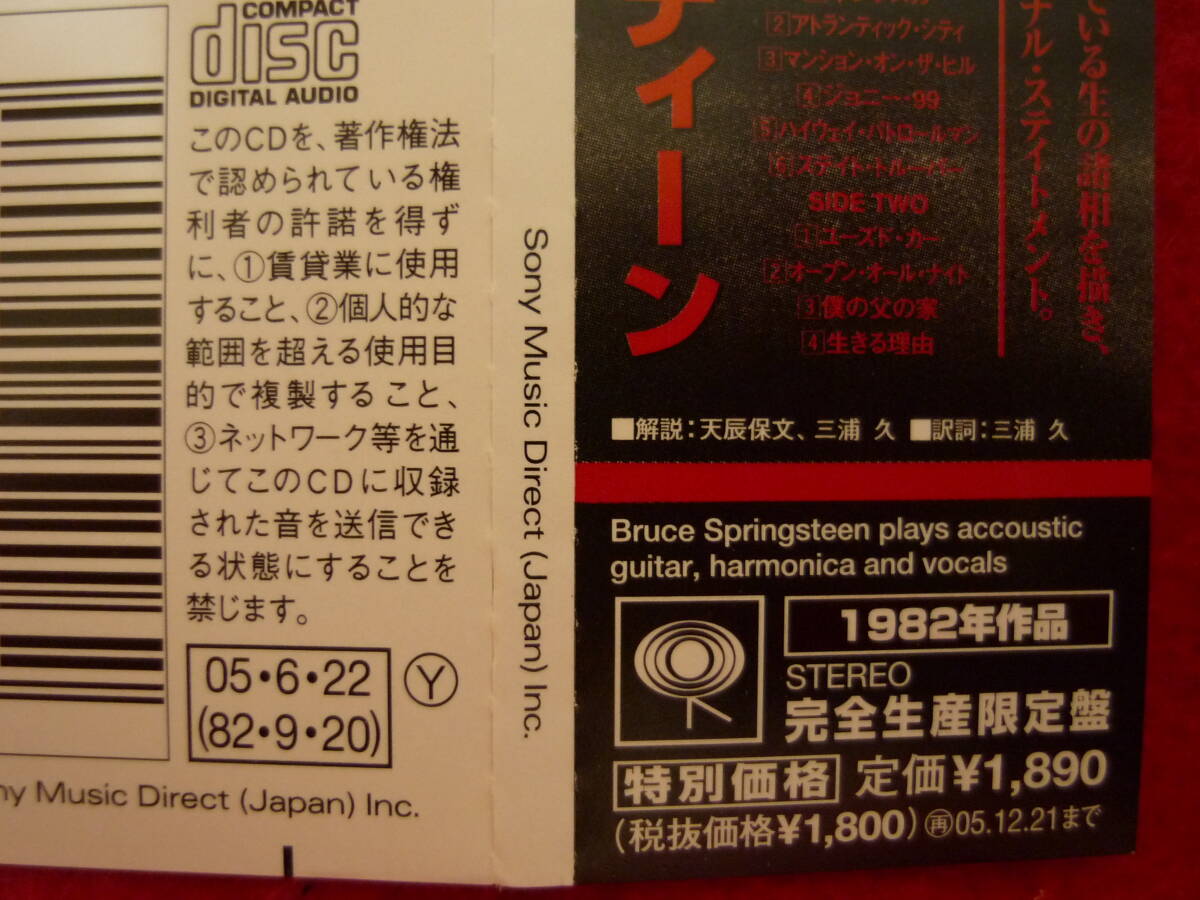 COMPACT
disc
DIGITAL AUDIO
このCDを、著作権法
で認められている権
利者の許諾を得ず
に、①賃貸業に使用
すること、②個人的な
範囲を超える使用目
的で複製すること、
③ネットワーク等を通
じてこのCDに収録
された音を送信でき
る状態にすることを
禁じます。
05・6・22
(82・9・20)
Ⓨ
ny Music Direct (Japan) Inc.
Sony Music Direct (Japan) Inc.
ている生の諸相を描き、
ナル・ステイトメント。
ティーン
2 アトランティック・シティ
3 マンション・オン・ザ・ヒル
4 ジョニー・99
5 ハイウェイ・パトロールマン
6 ステイト・トルーパー
SIDE TWO
1 ユーズド・カー
2 オープン・オール・ナイト
3 僕の父の家
4 生きる理由
■解説：天辰保文、三浦 久 ■訳詞：三浦 久
Bruce Springsteen plays accoustic
guitar, harmonica and vocals
1982年作品
STEREO
完全生産限定盤
特別価格 定価¥1,890
(税抜価格¥1,800) 再05.12.21まで